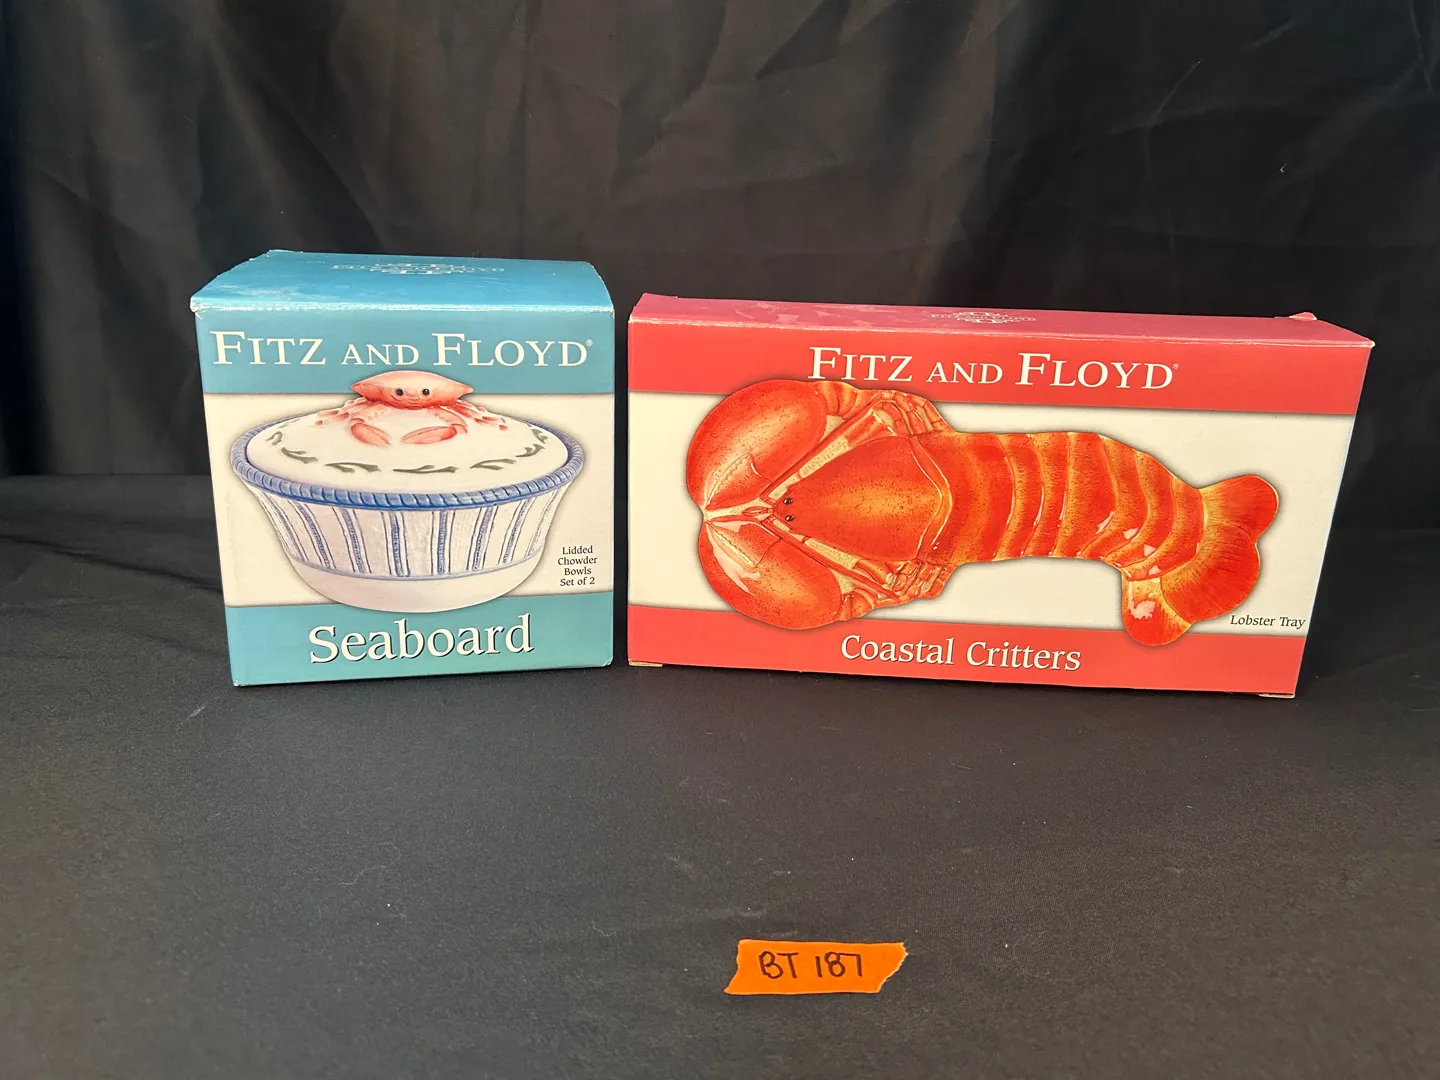 FITZ AND FLOYD®
Lidded
Chowder
Bowls
Set of 2
Seaboard
FITZ AND FLOYD®
Lobster Tray
Coastal Critters
BT 187